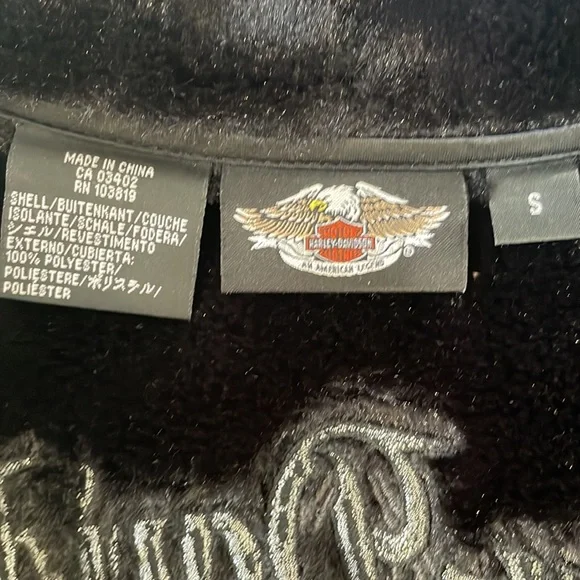 MADE IN CHINA
CA 03402
RN 103819
SHELL/BUITENKANT/COUCHE
ISOLANTE/SCHALE/FODERA/
シェル/REVESTIMENTO
EXTERNO/CUBIERTA:
100% POLYESTER/
POLIESTERE/ポリエステル/
POLIÉSTER
HARLEY-DAVIDSON
AN AMERICAN LEGEND
®
S